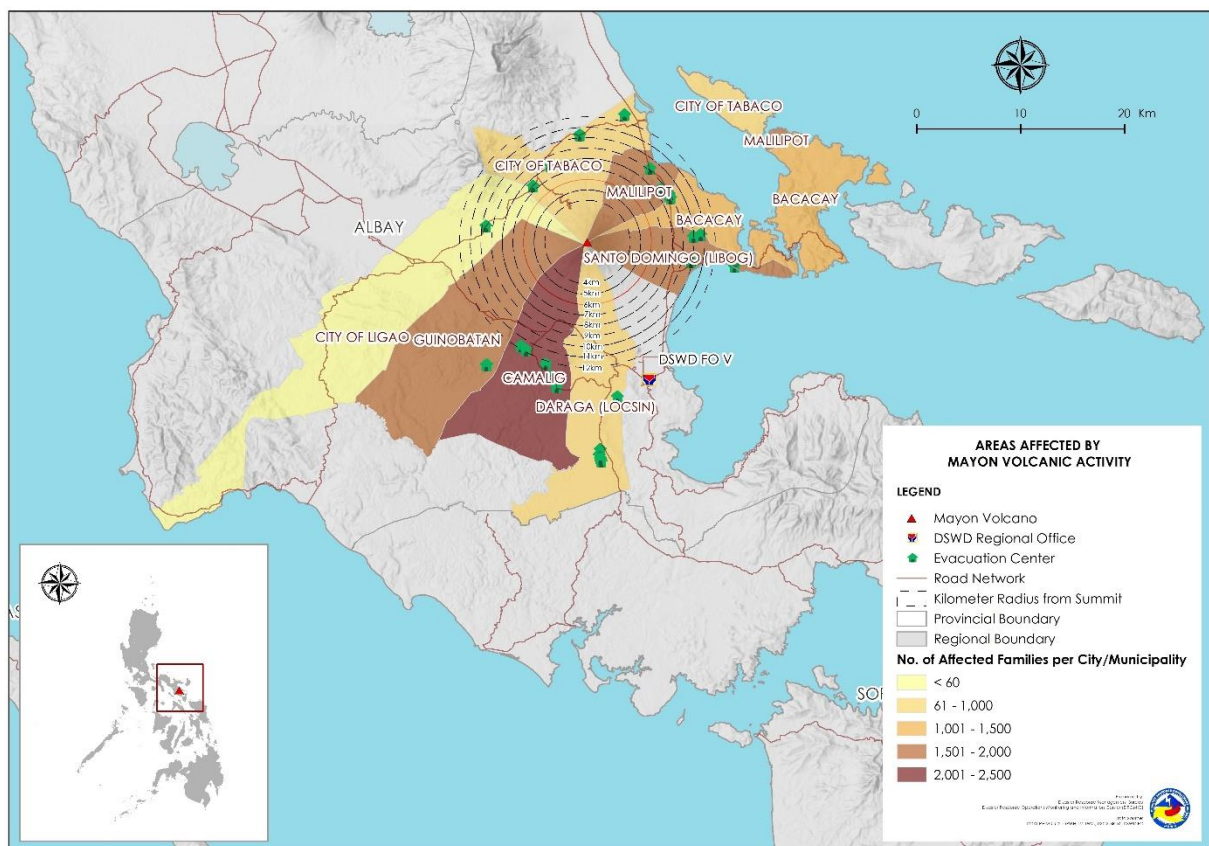 CITY OF TABACO
0 10 20 Km
MALILIPOT
CITY OF TABACO
MALILIPOT
BACACAY
BACACAY
ALBAY
SANTO DOMINGO (LIBOG)
4km
5km
6km
7km
8km
9km
10km
11km
12km
CITY OF LIGAO
GUINOBATAN
DSWD FO V
CAMALIG
DARAGA (LOCSIN)
AREAS AFFECTED BY
MAYON VOLCANIC ACTIVITY
LEGEND
Mayon Volcano
DSWD Regional Office
Evacuation Center
Road Network
Kilometer Radius from Summit
Provincial Boundary
Regional Boundary
No. of Affected Families per City/Municipality
< 60
61 - 1,000
1,001 - 1,500
1,501 - 2,000
2,001 - 2,500